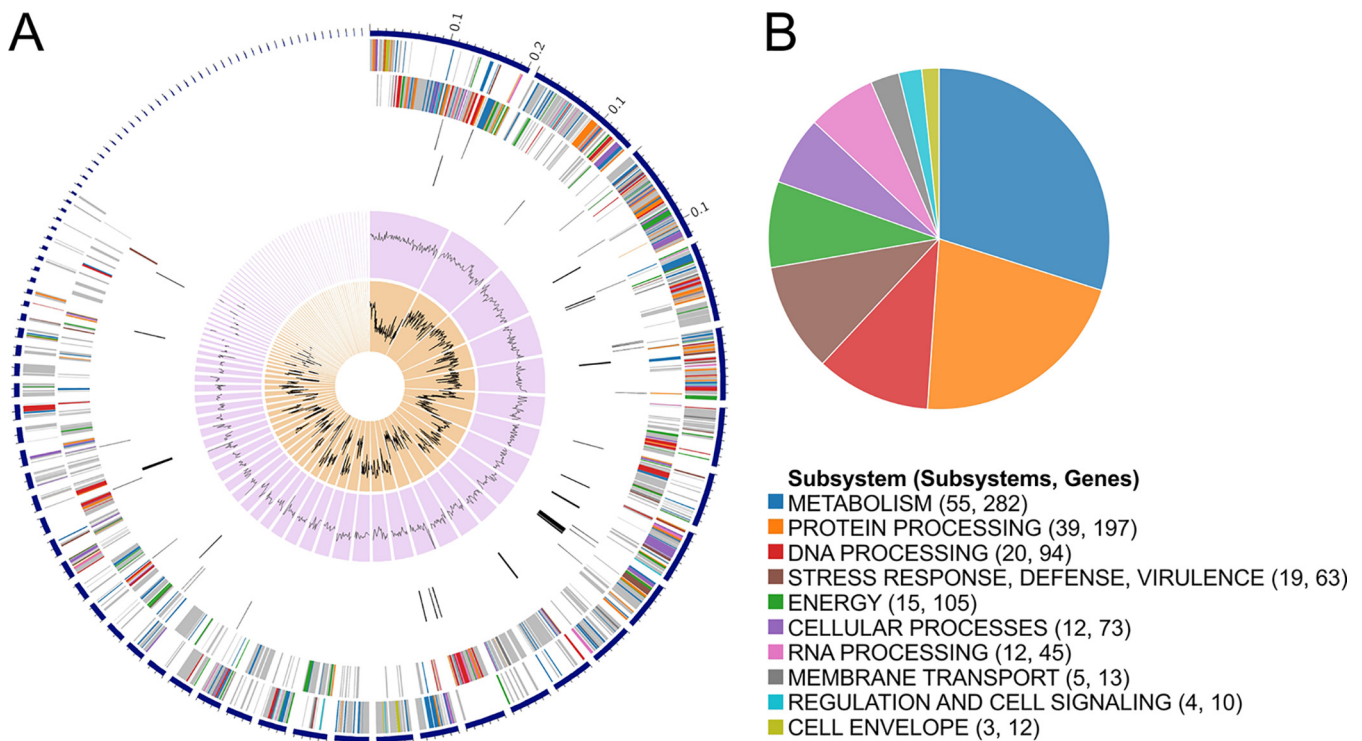 A
B
0.1
0.2
0.1
0.1
Subsystem (Subsystems, Genes)
METABOLISM (55, 282)
PROTEIN PROCESSING (39, 197)
DNA PROCESSING (20, 94)
STRESS RESPONSE, DEFENSE, VIRULENCE (19, 63)
ENERGY (15, 105)
CELLULAR PROCESSES (12, 73)
RNA PROCESSING (12, 45)
MEMBRANE TRANSPORT (5, 13)
REGULATION AND CELL SIGNALING (4, 10)
CELL ENVELOPE (3, 12)